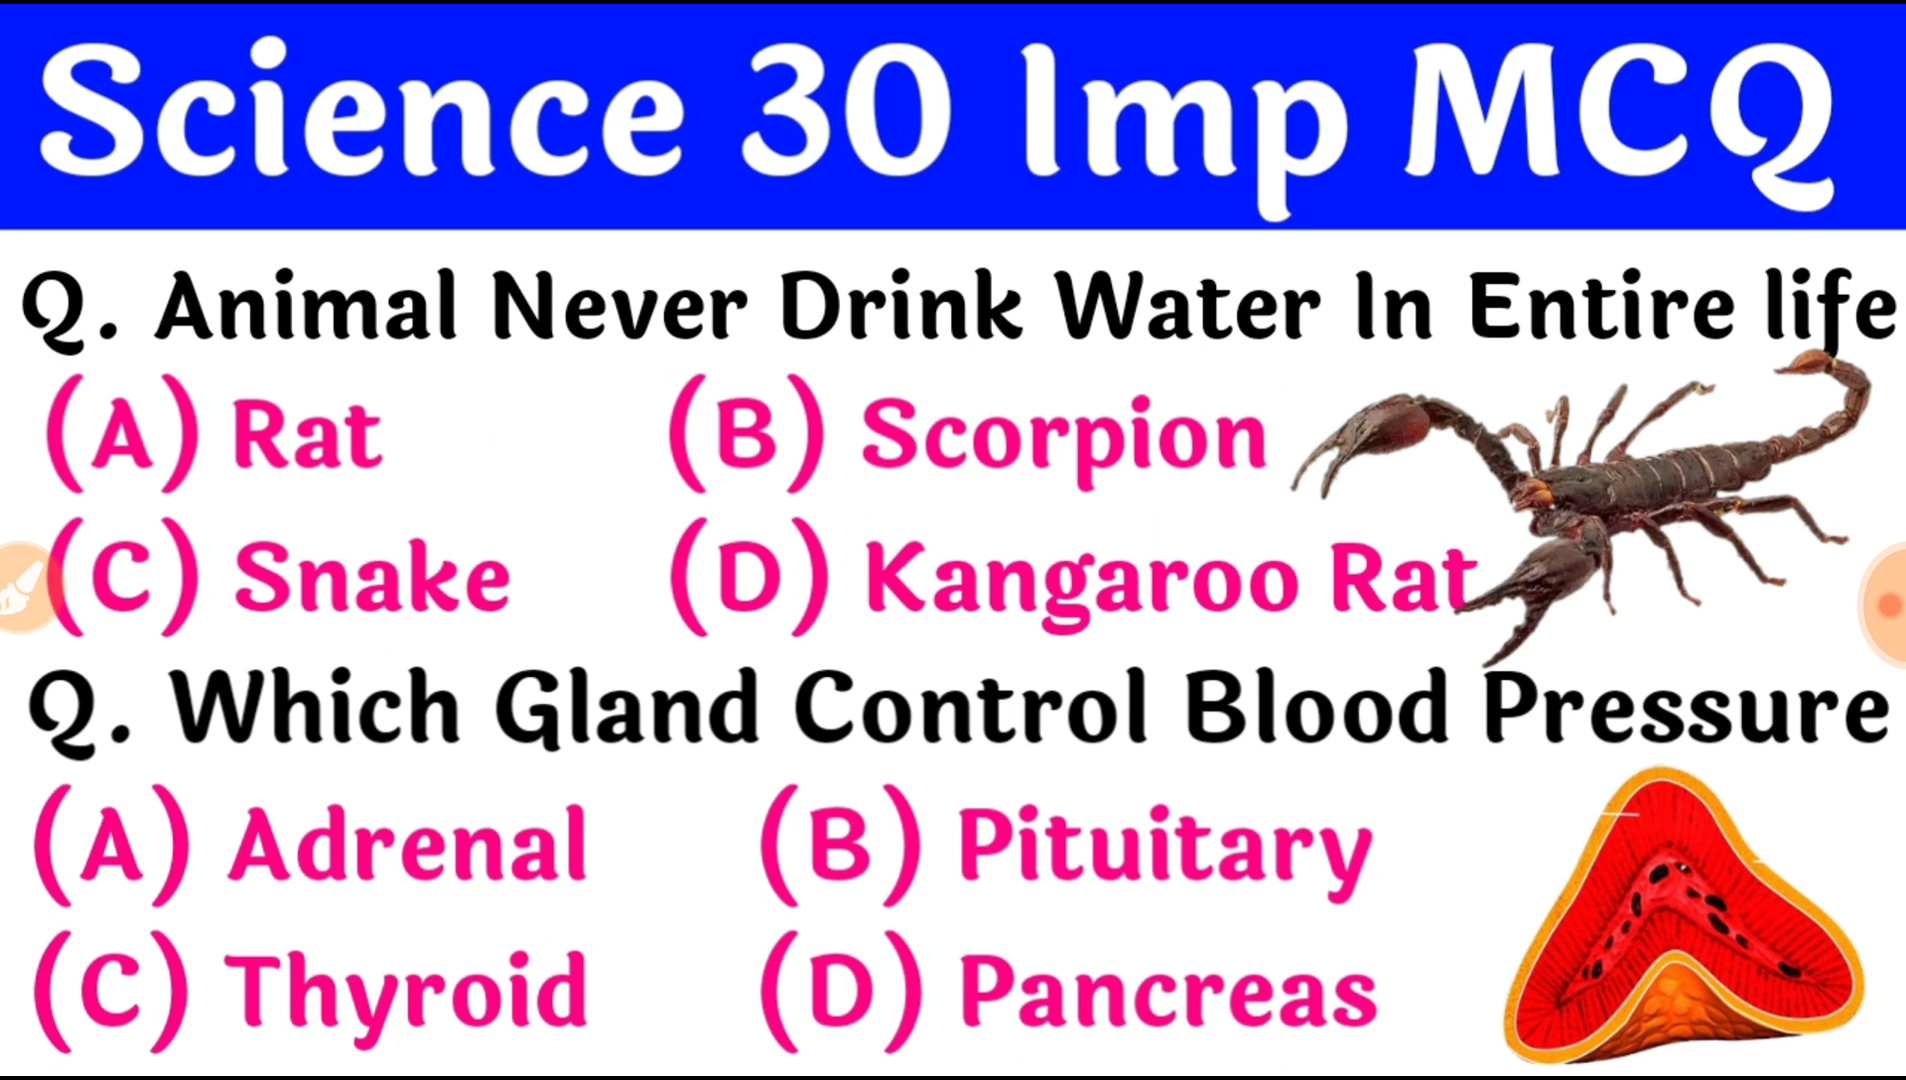 Science 30 Imp MCQ
Q. Animal Never Drink Water In Entire life
(A) Rat (B) Scorpion
(C) Snake (D) Kangaroo Rat
Q. Which Gland Control Blood Pressure
(A) Adrenal (B) Pituitary
(C) Thyroid (D) Pancreas